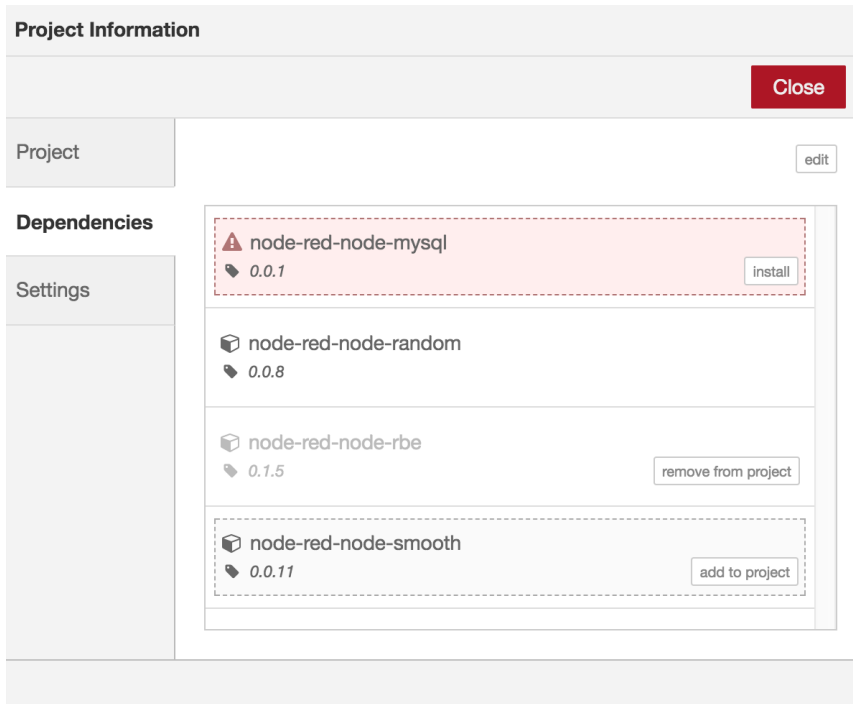 Project Information
Close
Project
edit
Dependencies
Settings
node-red-node-mysql
0.0.1
install
node-red-node-random
0.0.8
node-red-node-rbe
0.1.5
remove from project
node-red-node-smooth
0.0.11
add to project